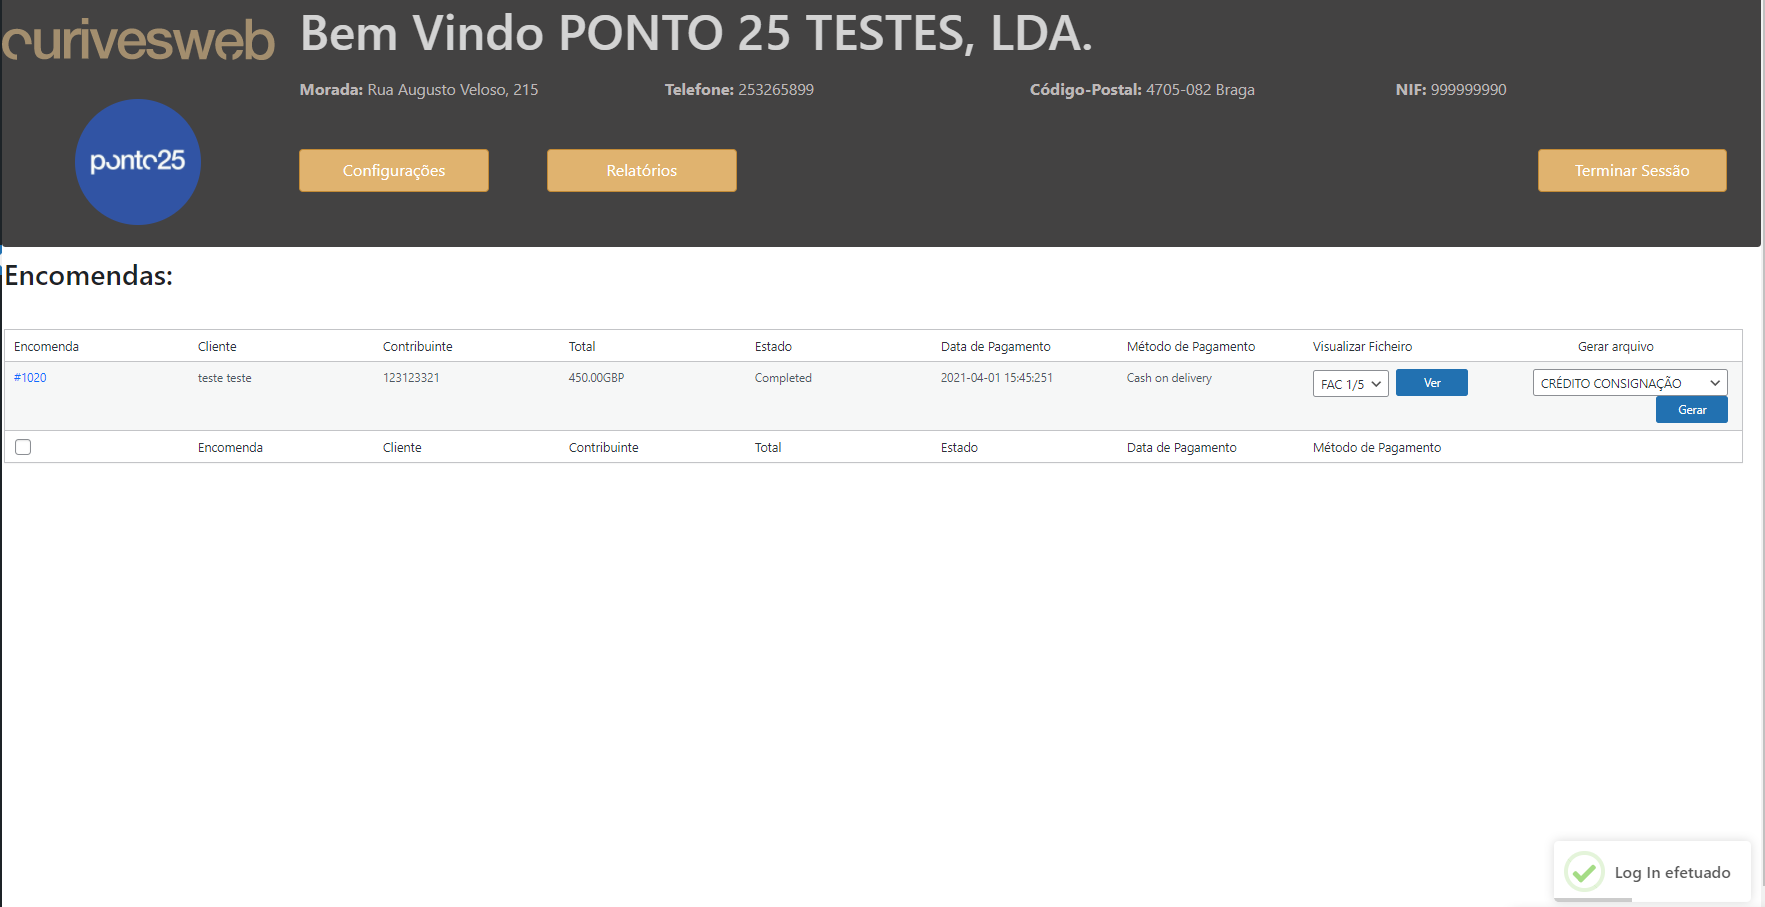 ourivesweb
Bem Vindo PONTO 25 TESTES, LDA.
Morada: Rua Augusto Veloso, 215 Telefone: 253265899 Código-Postal: 4705-082 Braga NIF: 999999990
ponto25
Configurações Relatórios Terminar Sessão
Encomendas:
Encomenda Cliente Contribuinte Total Estado Data de Pagamento Método de Pagamento Visualizar Ficheiro Gerar arquivo
#1020 teste teste 123123321 450.00GBP Completed 2021-04-01 15:45:251 Cash on delivery FAC 1/5 Ver CRÉDITO CONSIGNAÇÃO
Gerar
Encomenda Cliente Contribuinte Total Estado Data de Pagamento Método de Pagamento
Log In efetuado